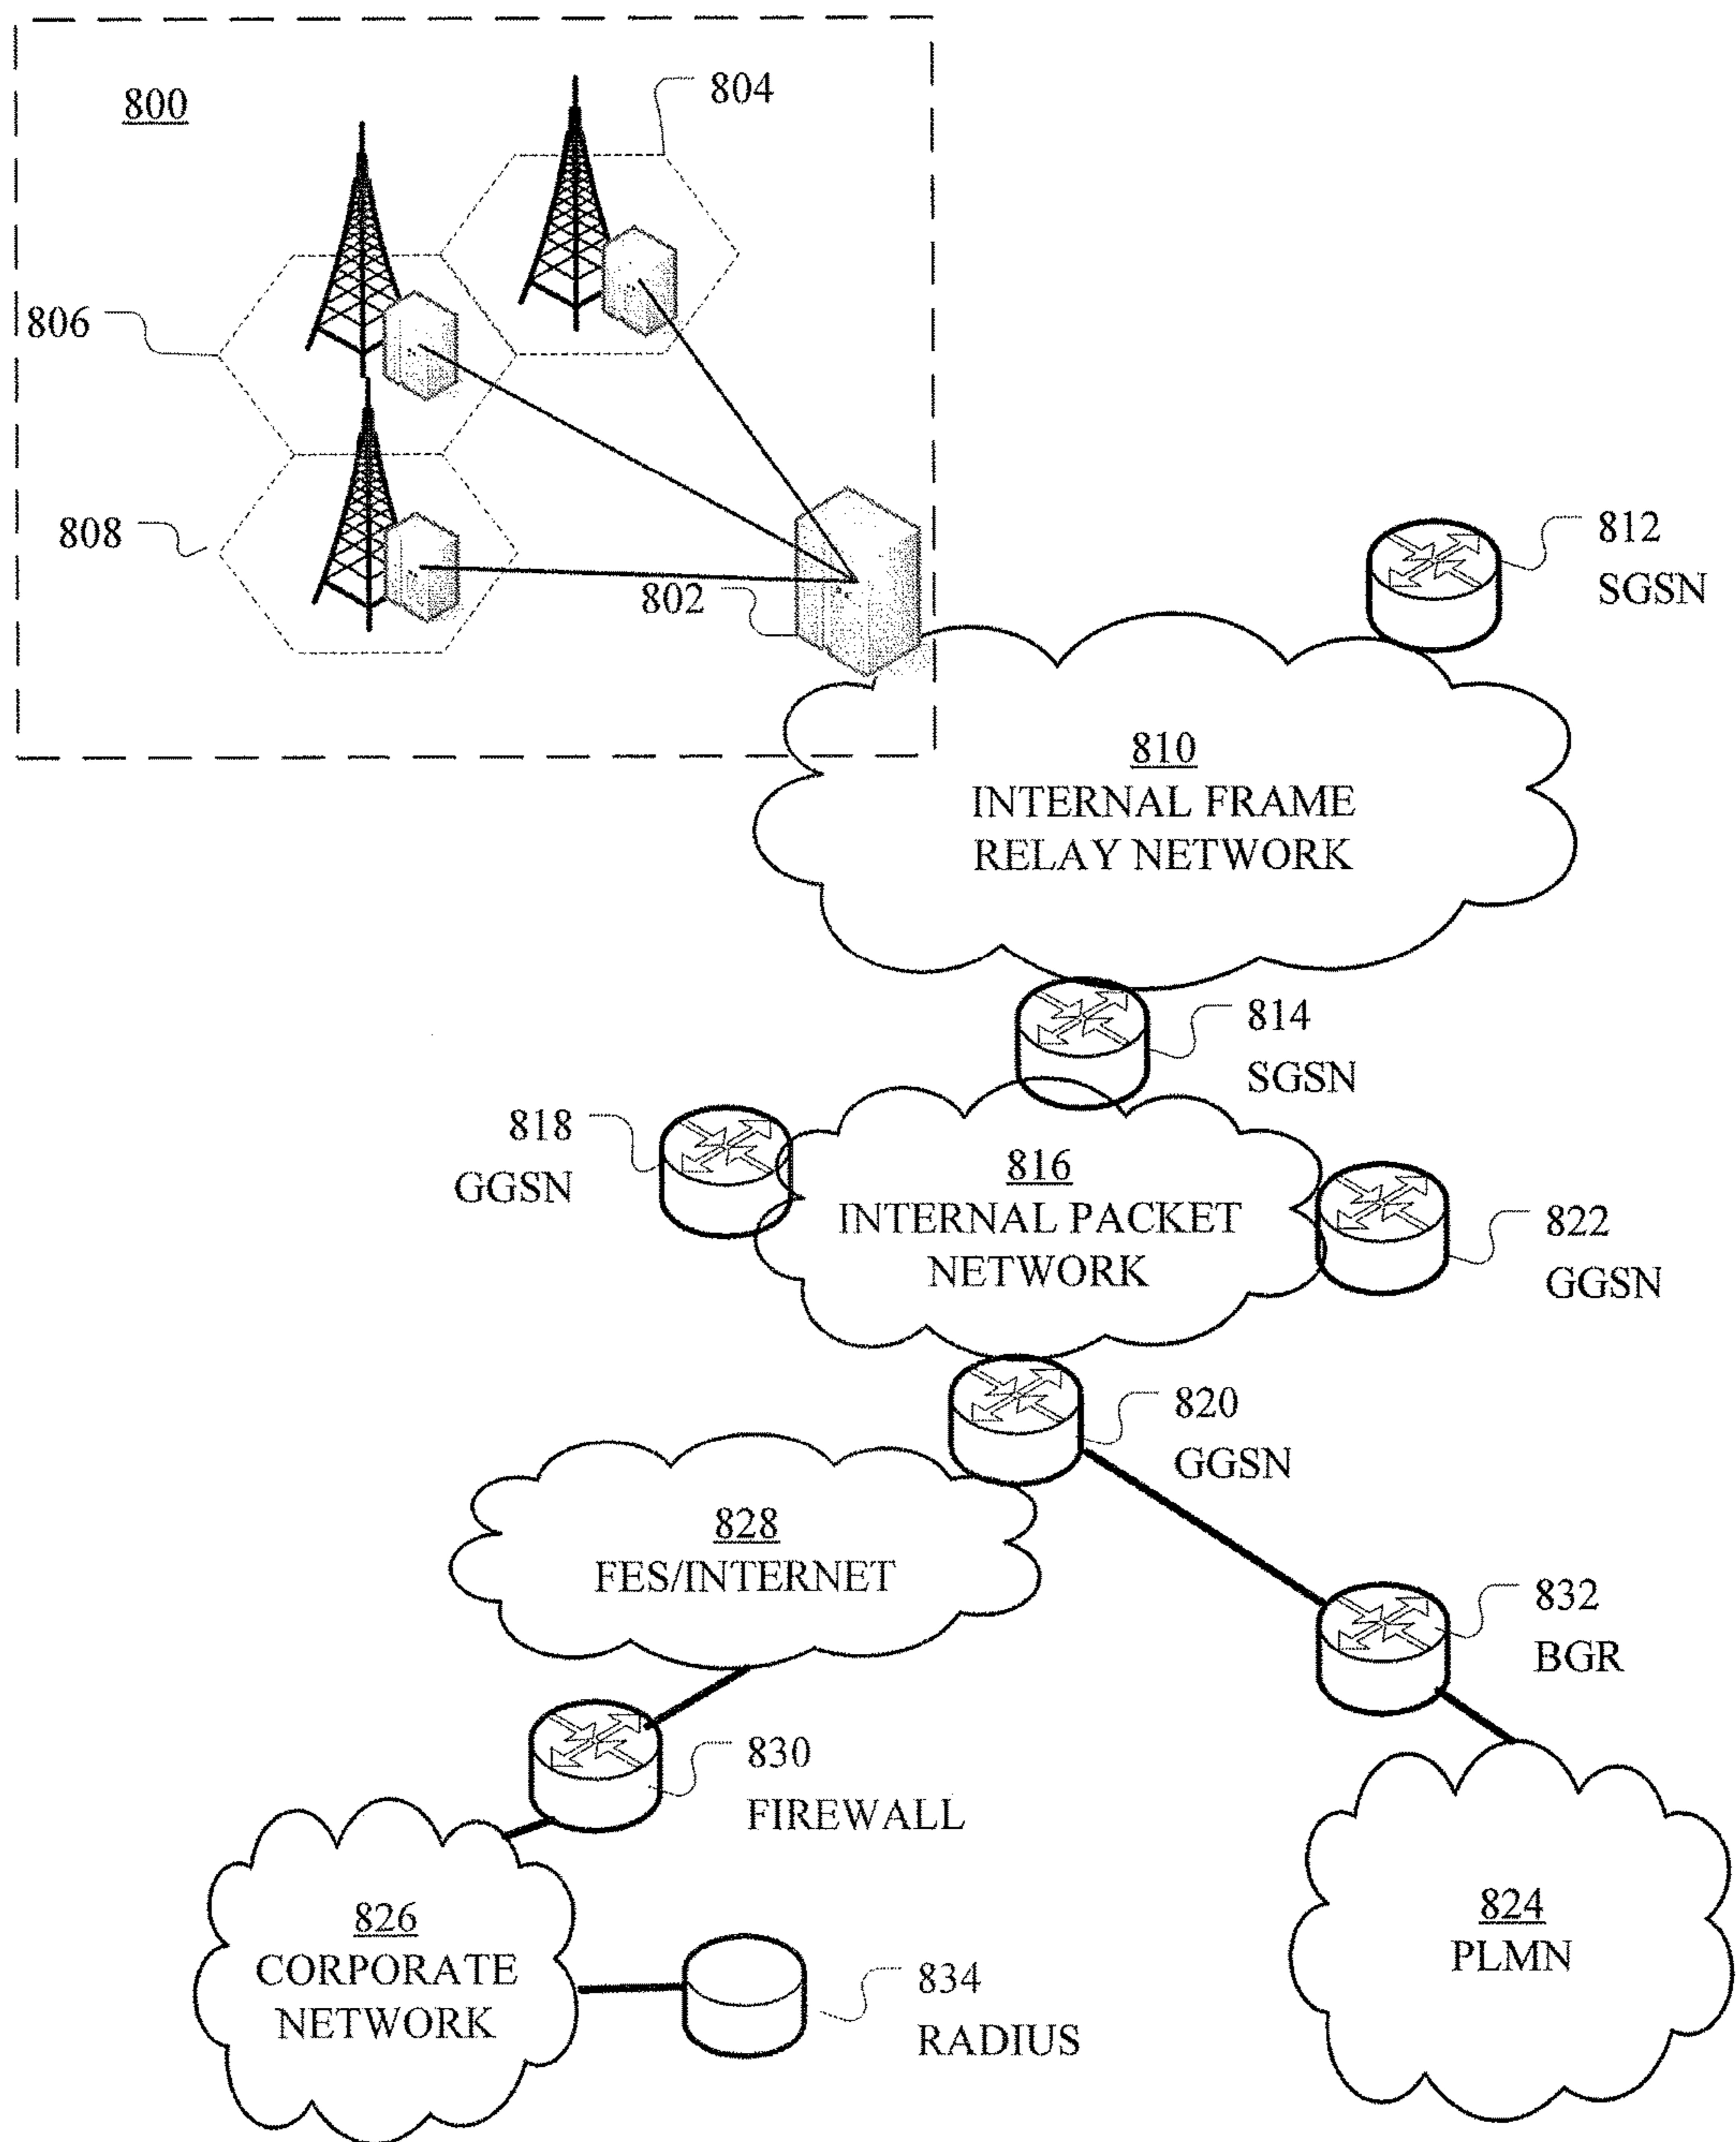 800
804
806
808
802
812
SGSN
810
INTERNAL FRAME
RELAY NETWORK
814
SGSN
818
GGSN
816
INTERNAL PACKET
NETWORK
822
GGSN
820
GGSN
828
FES/INTERNET
832
BGR
830
FIREWALL
826
CORPORATE
NETWORK
834
RADIUS
824
PLMN